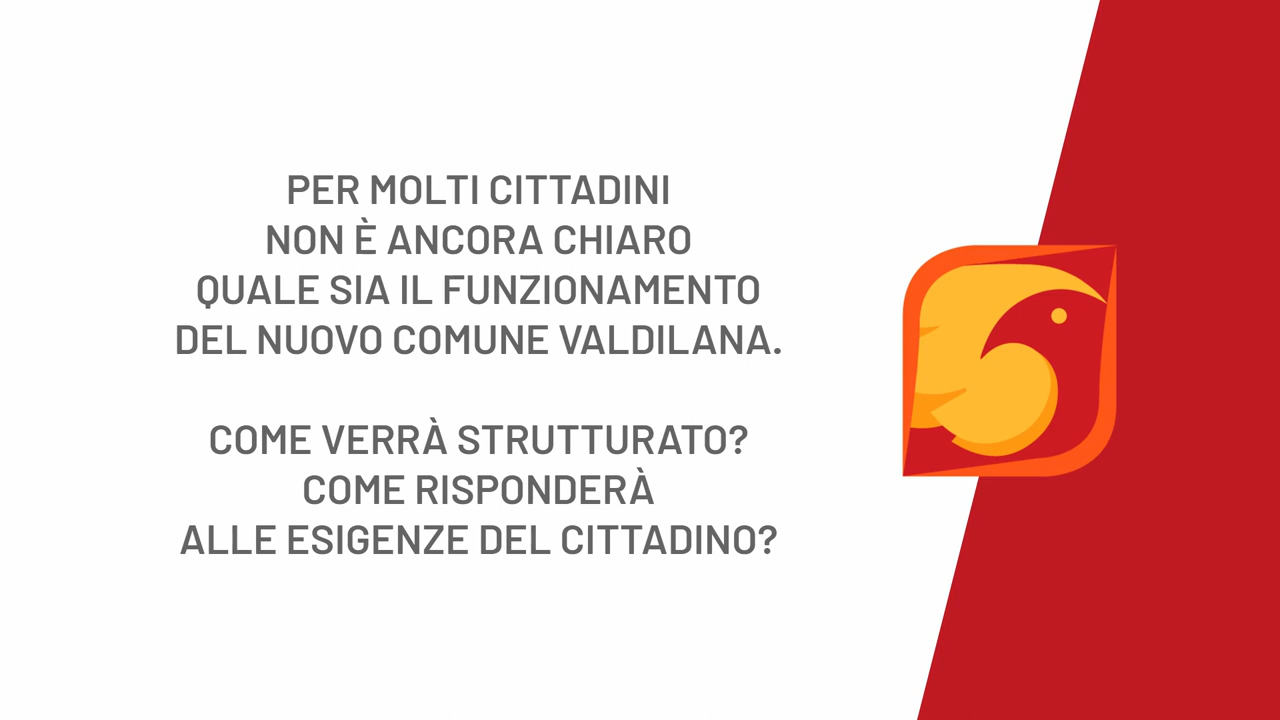 PER MOLTI CITTADINI
NON È ANCORA CHIARO
QUALE SIA IL FUNZIONAMENTO
DEL NUOVO COMUNE VALDILANA.
COME VERRÀ STRUTTURATO?
COME RISPONDERÀ
ALLE ESIGENZE DEL CITTADINO?